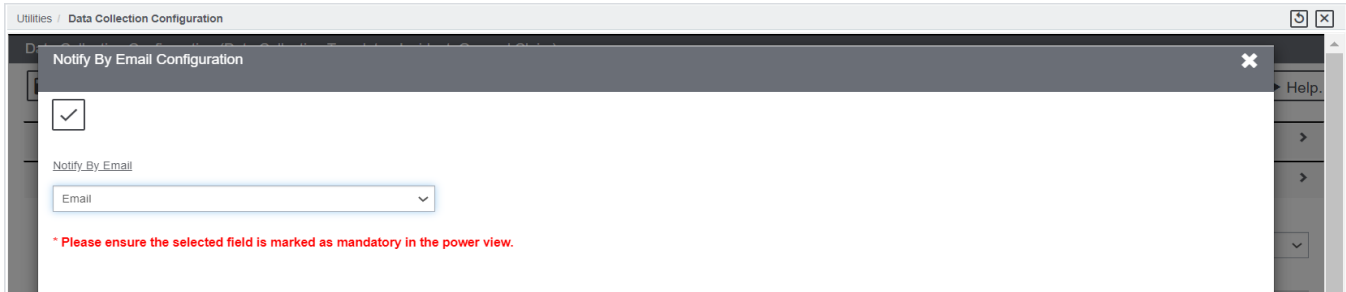 Utilities / Data Collection Configuration
Notify By Email Configuration
Help.
Notify By Email
Email
* Please ensure the selected field is marked as mandatory in the power view.